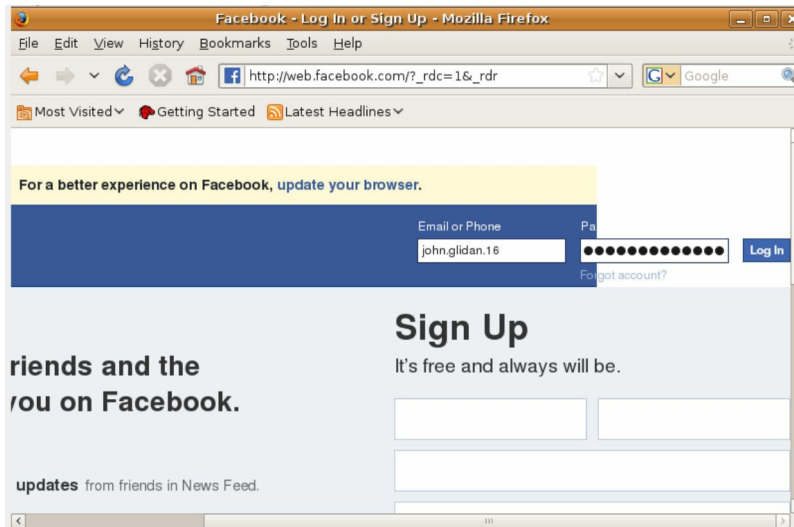 Facebook - Log In or Sign Up - Mozilla Firefox
File Edit View History Bookmarks Tools Help
http://web.facebook.com/?_rdc=1&_rdr
G Google
Most Visited Getting Started Latest Headlines
For a better experience on Facebook, update your browser.
Email or Phone Pa
john.glidan.16 ●●●●●●●●●●●●● Log In
Forgot account?
Sign Up
It's free and always will be.
riends and the
you on Facebook.
updates from friends in News Feed.